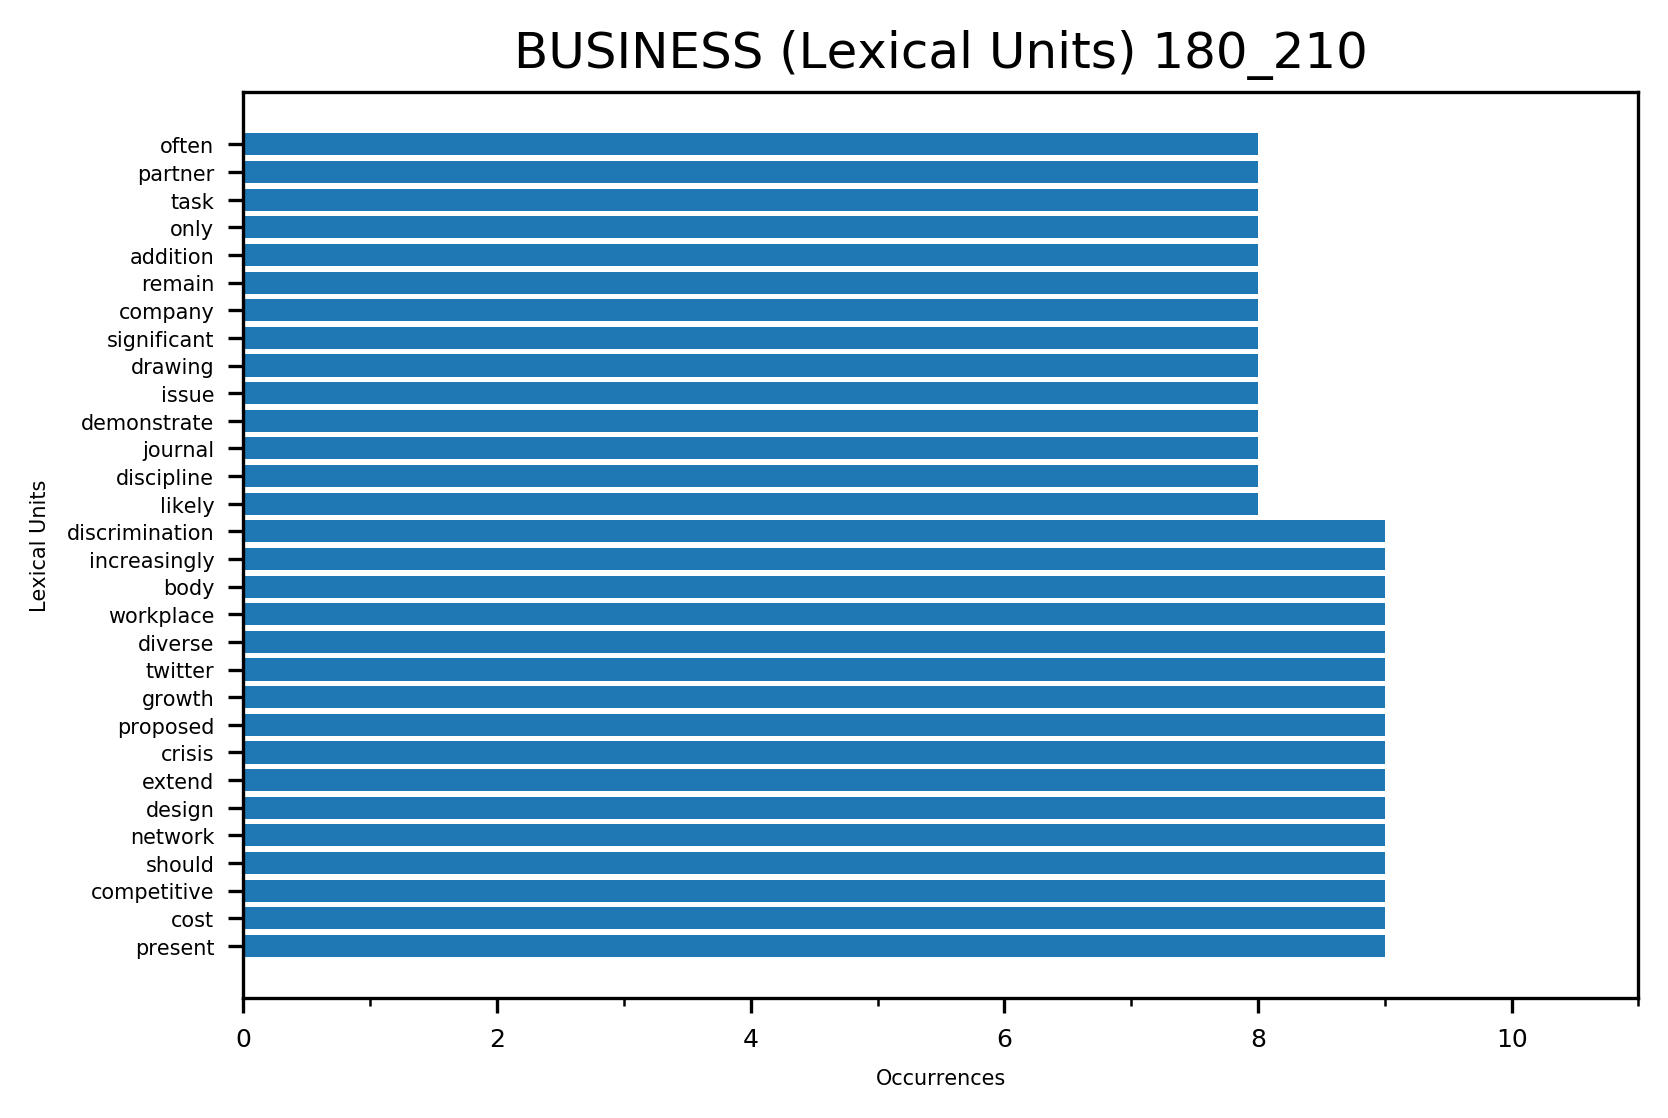 BUSINESS (Lexical Units) 180_210
often
partner
task
only
addition
remain
company
significant
drawing
issue
demonstrate
journal
discipline
likely
discrimination
increasingly
body
workplace
diverse
twitter
growth
proposed
crisis
extend
design
network
should
competitive
cost
present
Lexical Units
0 2 4 6 8 10
Occurrences